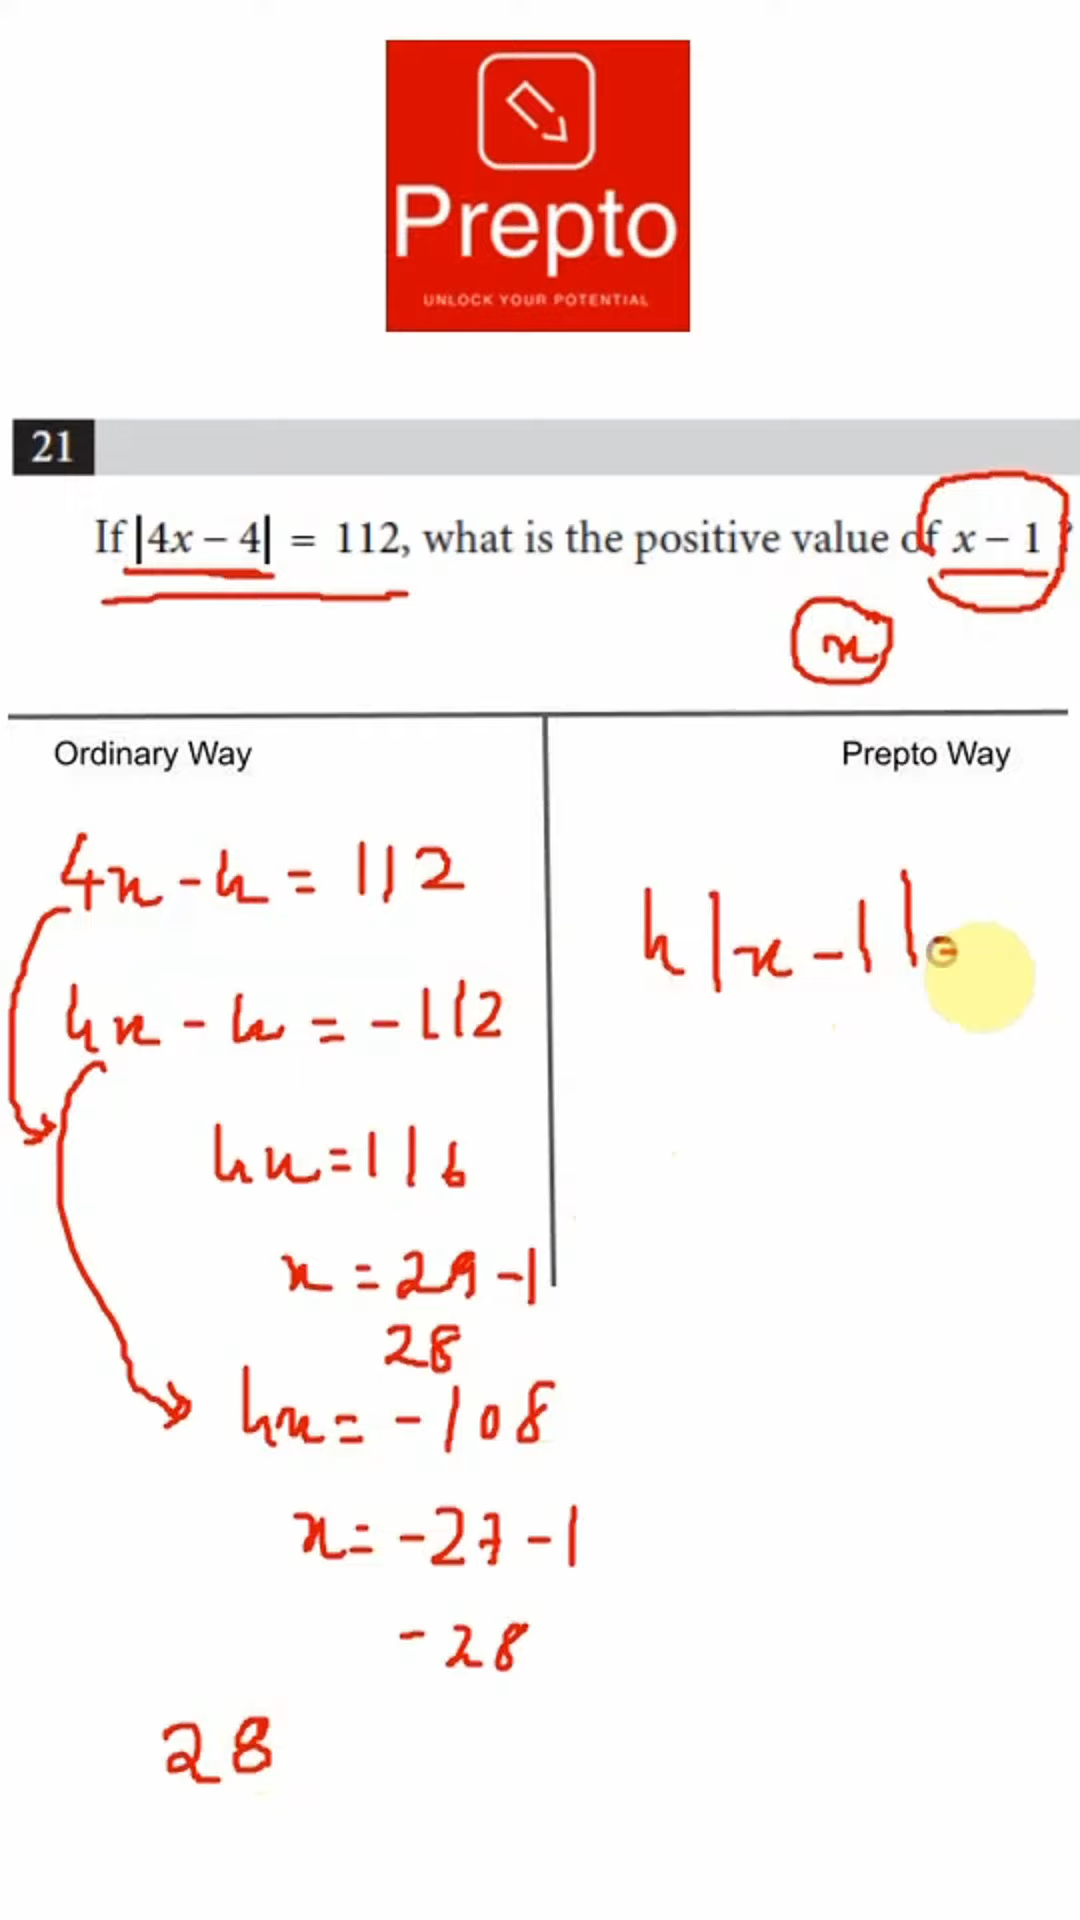 Prepto
UNLOCK YOUR POTENTIAL
21
If |4x – 4| = 112, what is the positive value of x – 1 ?
x
Ordinary Way
Prepto Way
4x - 4 = 112
4x - 4 = -112
4x = 116
x = 29 - 1
28
4x = -108
x = -27 - 1
-28
28
4|x - 1| =